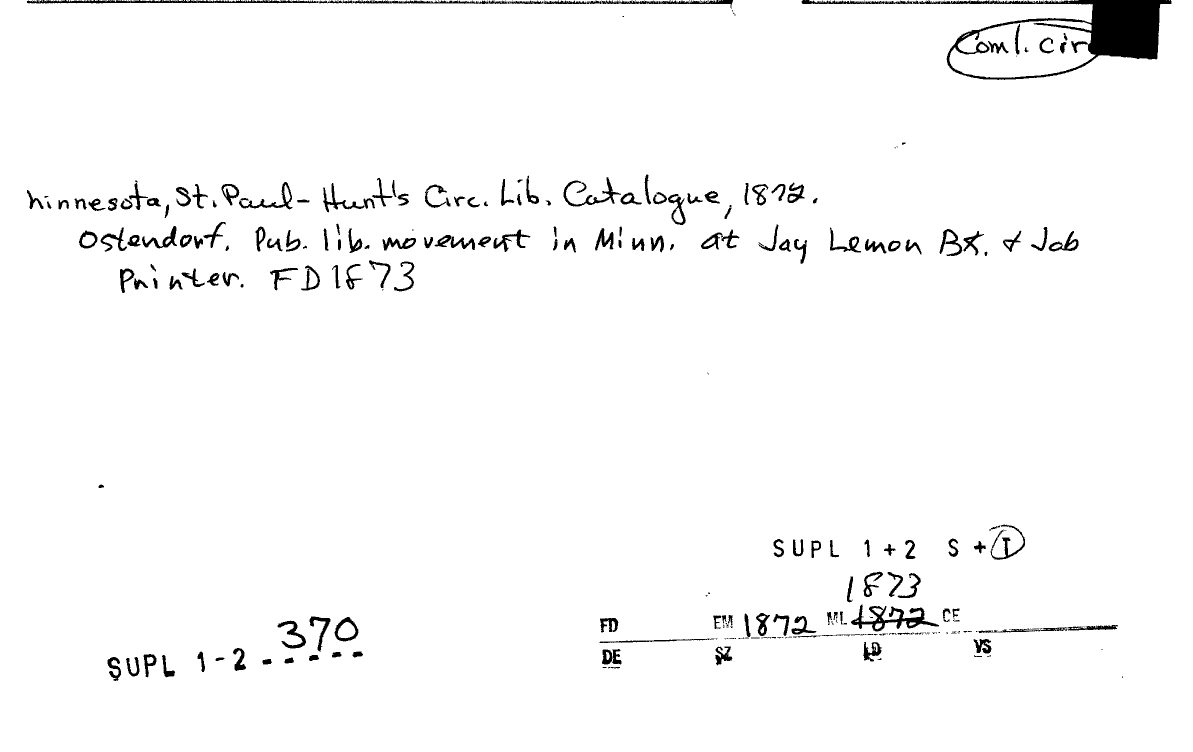 Coml. cir
Minnesota, St. Paul - Hunt's Circ. Lib. Catalogue, 1872.
Ostendorf. Pub. lib. movement in Minn. at Jay Lemon Bk. & Job
Printer. FD 1873
SUPL 1+2 S + I
1873
FD EM 1872 ML 1872 CE
DE SZ LD VS
370
SUPL 1-2 - - - - -